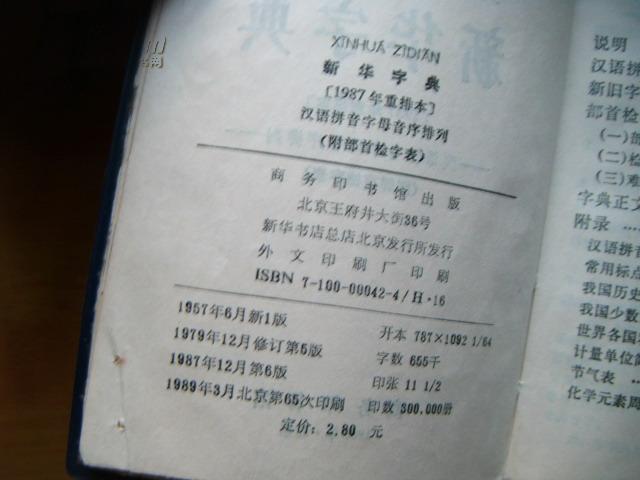 XĪNHUÁ ZÌDIǍN
新华字典
[1987年重排本]
汉语拼音字母音序排列
(附部首检字表)
商务印书馆出版
北京王府井大街36号
新华书店总店北京发行所发行
外文印刷厂印刷
ISBN 7-100-00042-4/H·16
1957年6月新1版
1979年12月修订第5版
1987年12月第6版
1989年3月北京第65次印刷
开本 787×1092 1/64
字数 655千
印张 11 1/2
印数 300,000册
定价: 2.80 元
说明
汉语拼
新旧字
部首检
(一)部
(二)检
(三)难
字典正文
附录 ....
汉语拼音
常用标点
我国历史
我国少数
世界各国
计量单位
节气表
化学元素周